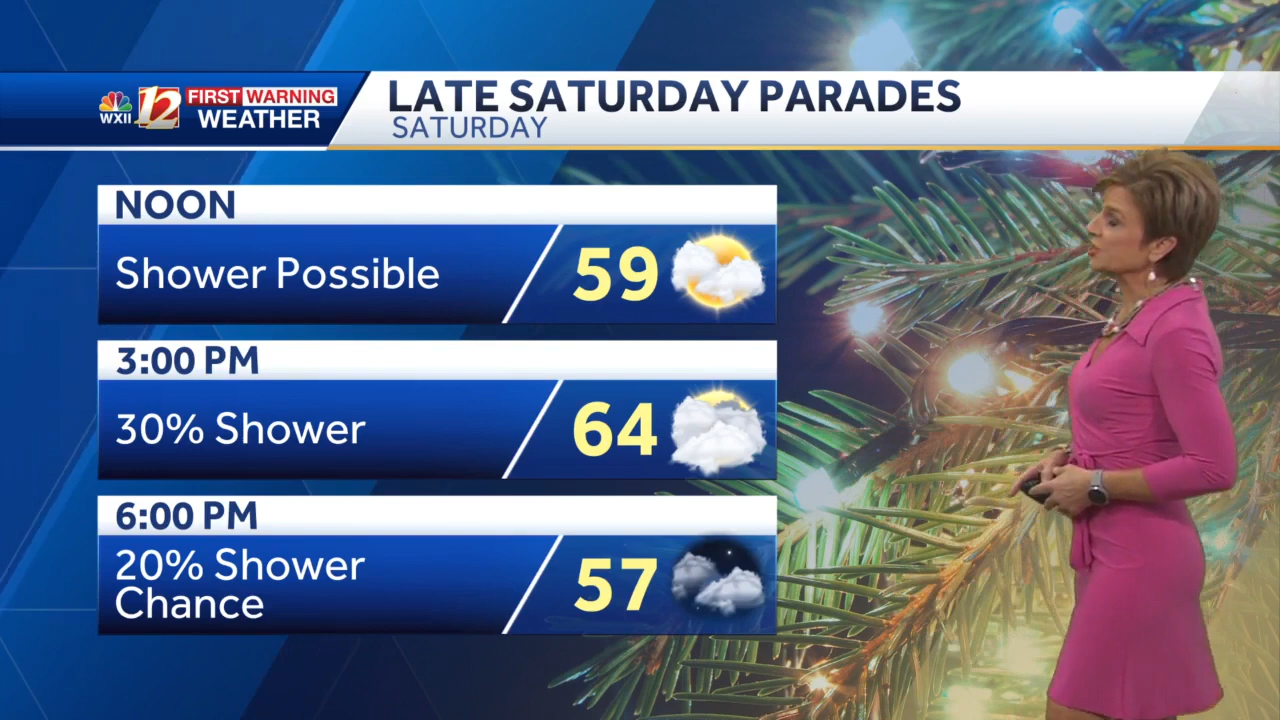 WXII 12 FIRST WARNING
WEATHER
LATE SATURDAY PARADES
SATURDAY
NOON
Shower Possible
59
3:00 PM
30% Shower
64
6:00 PM
20% Shower
Chance
57